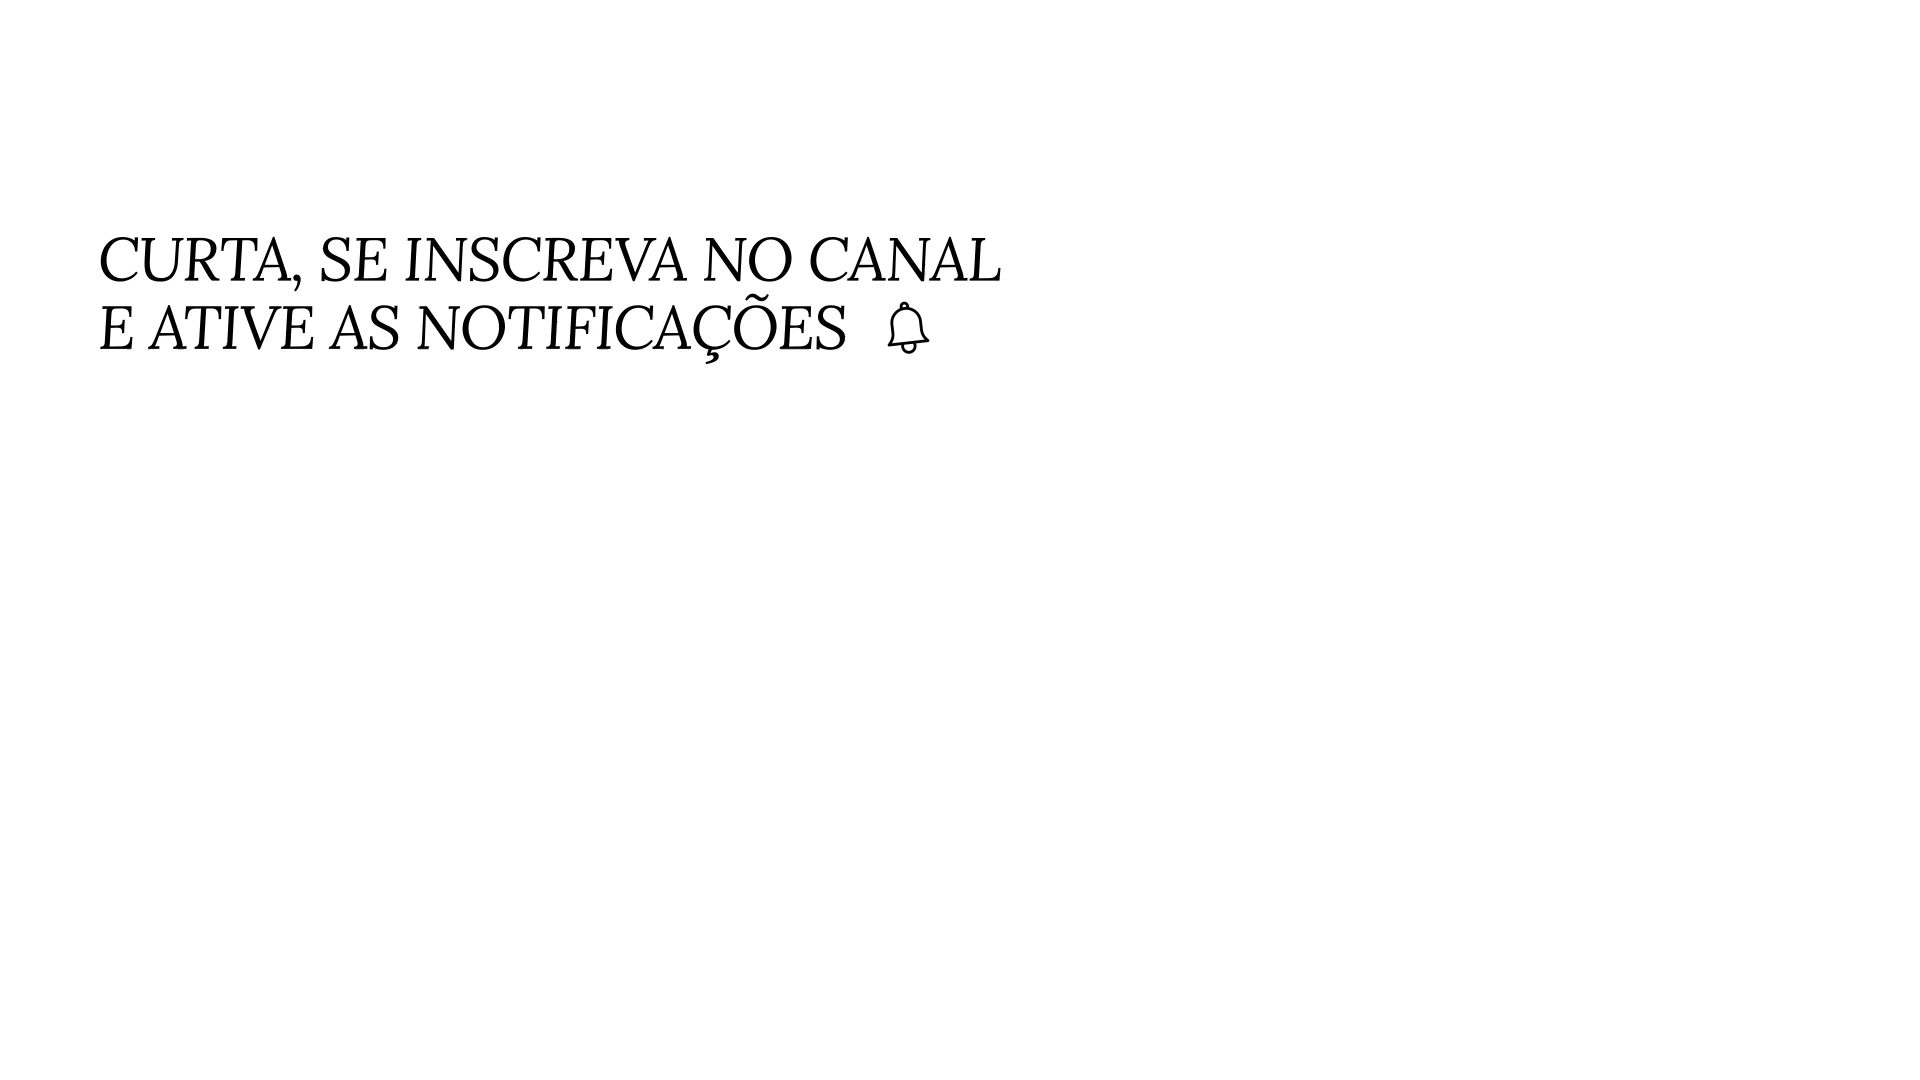 CURTA, SE INSCREVA NO CANAL
E ATIVE AS NOTIFICAÇÕES